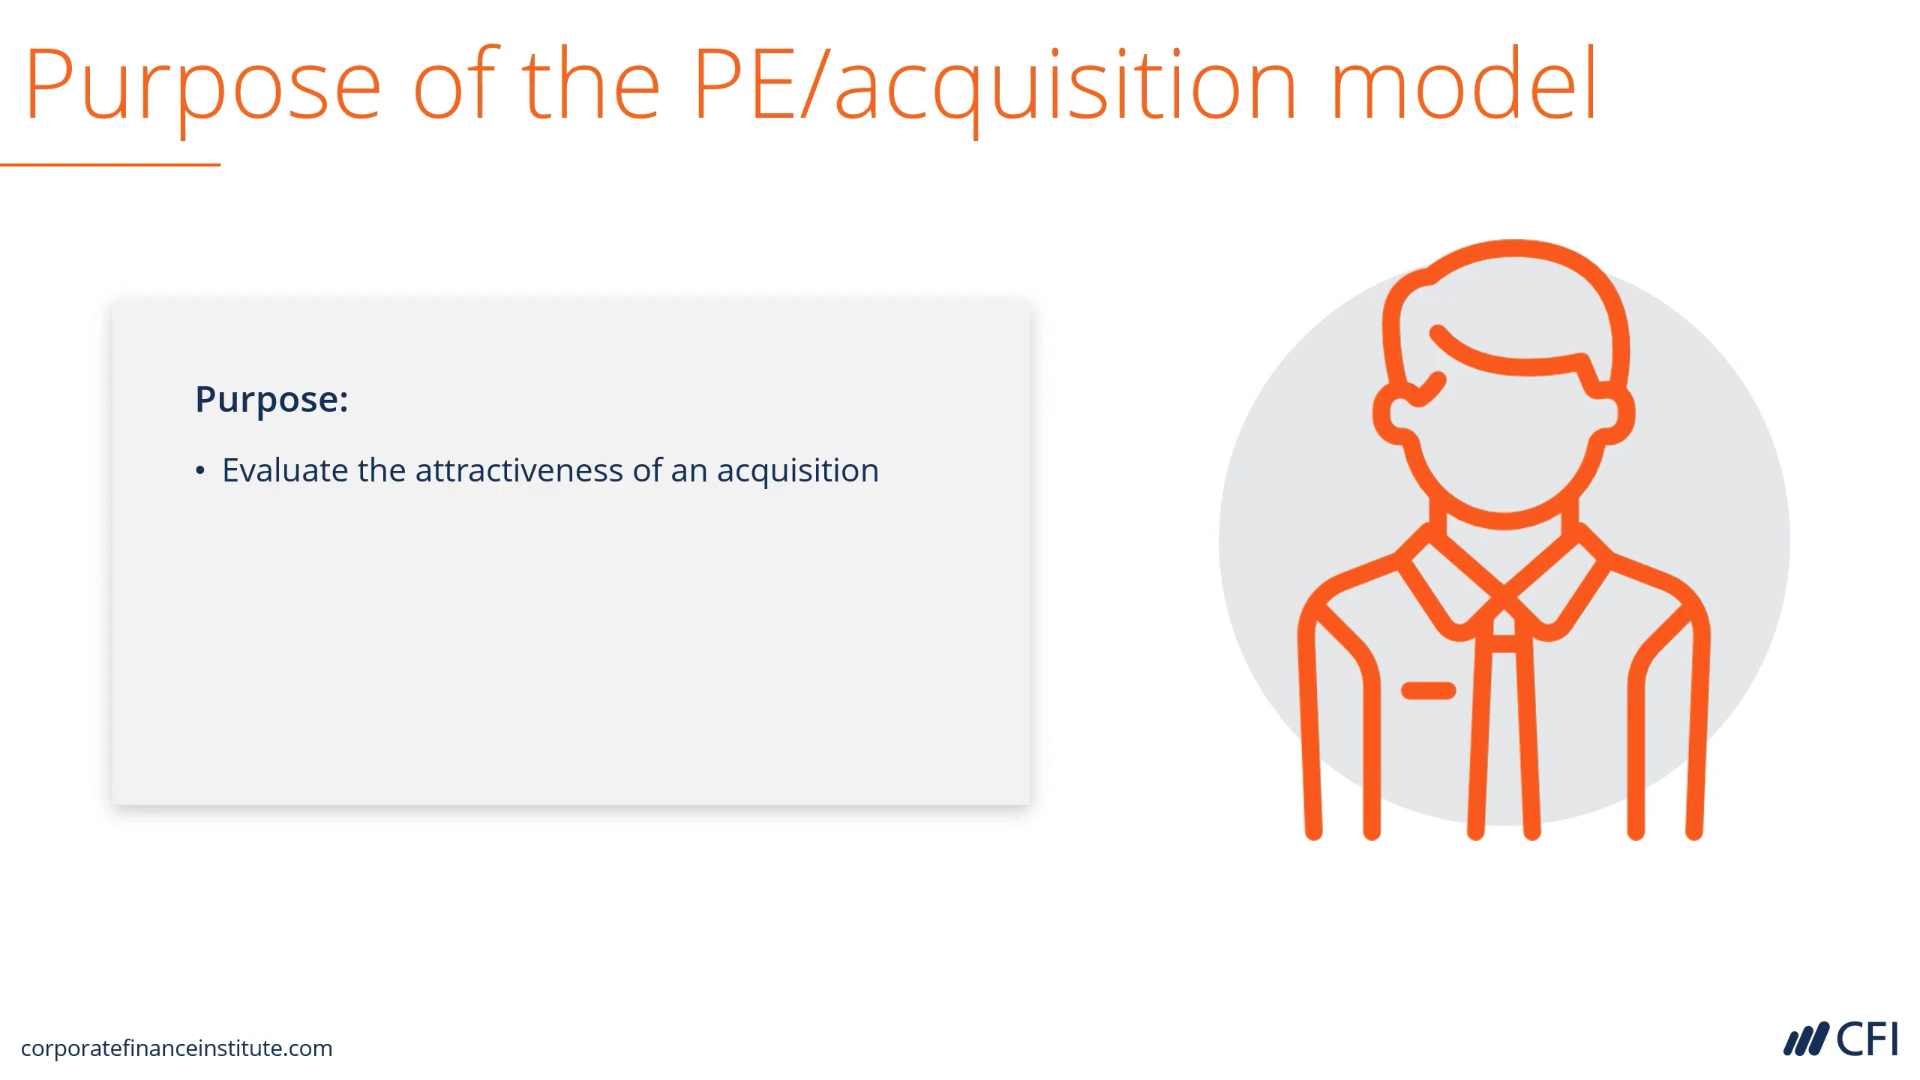 Purpose of the PE/acquisition model
Purpose:
• Evaluate the attractiveness of an acquisition
corporatefinanceinstitute.com
CFI